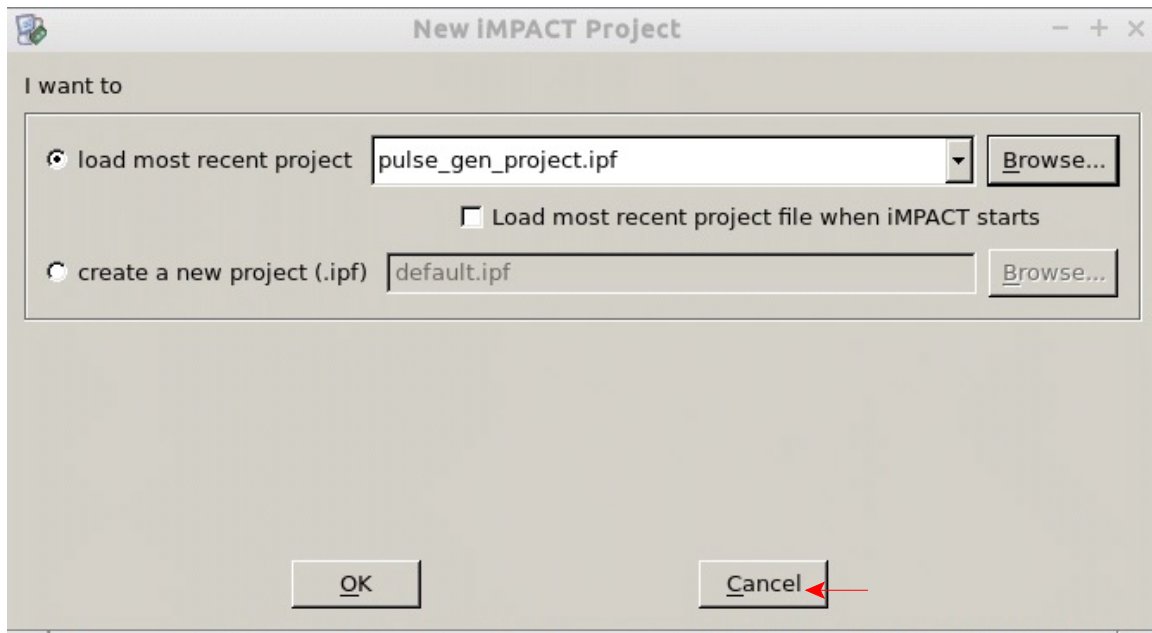 New iMPACT Project
I want to
load most recent project pulse_gen_project.ipf Browse...
Load most recent project file when iMPACT starts
create a new project (.ipf) default.ipf Browse...
OK Cancel